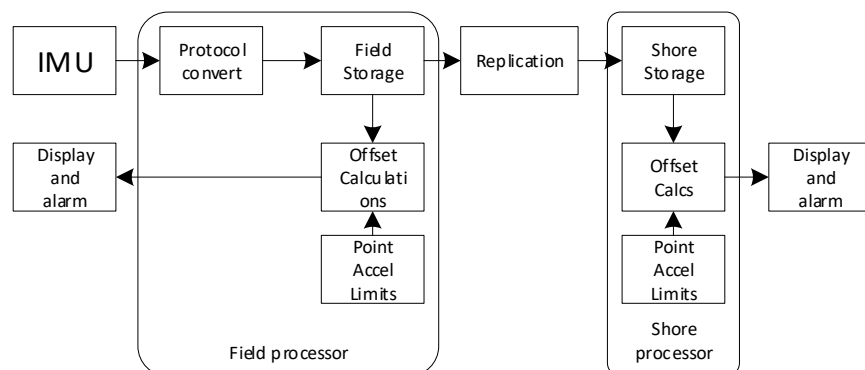 IMU
Protocol
convert
Field
Storage
Replication
Shore
Storage
Display
and
alarm
Offset
Calculati
ons
Offset
Calcs
Display
and
alarm
Point
Accel
Limits
Point
Accel
Limits
Field processor
Shore
processor